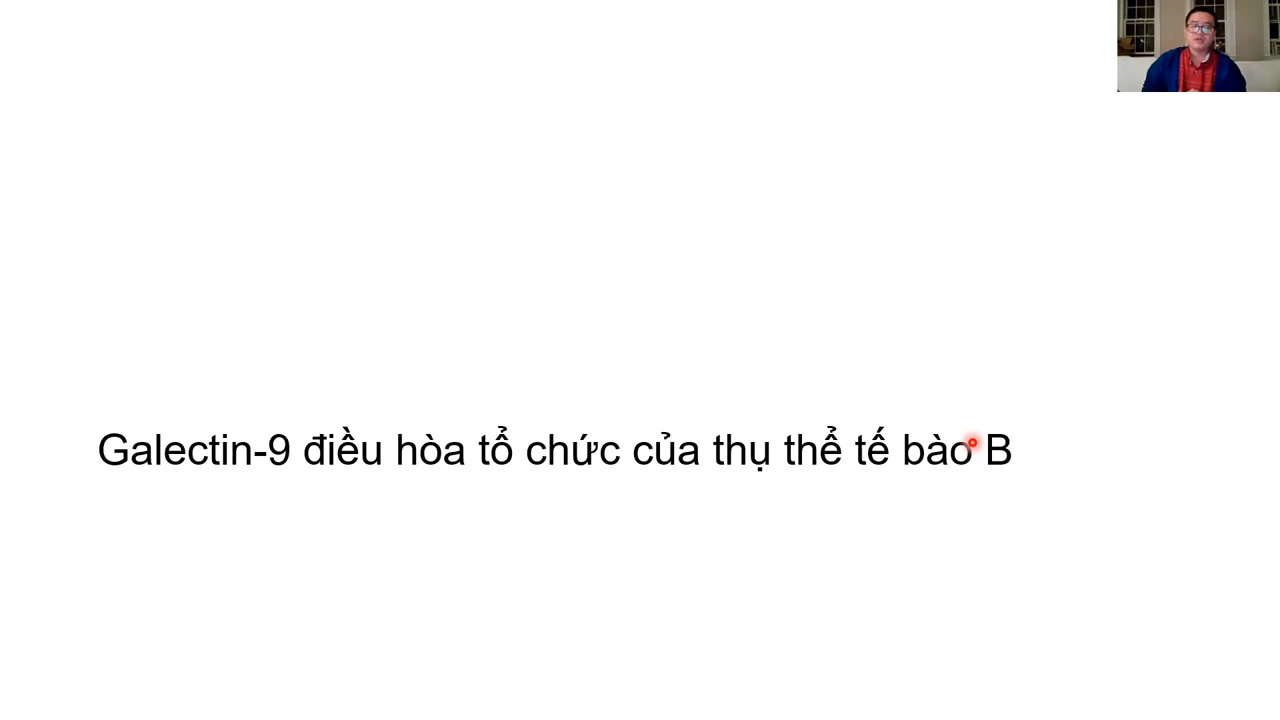 Galectin-9 điều hòa tổ chức của thụ thể tế bào B